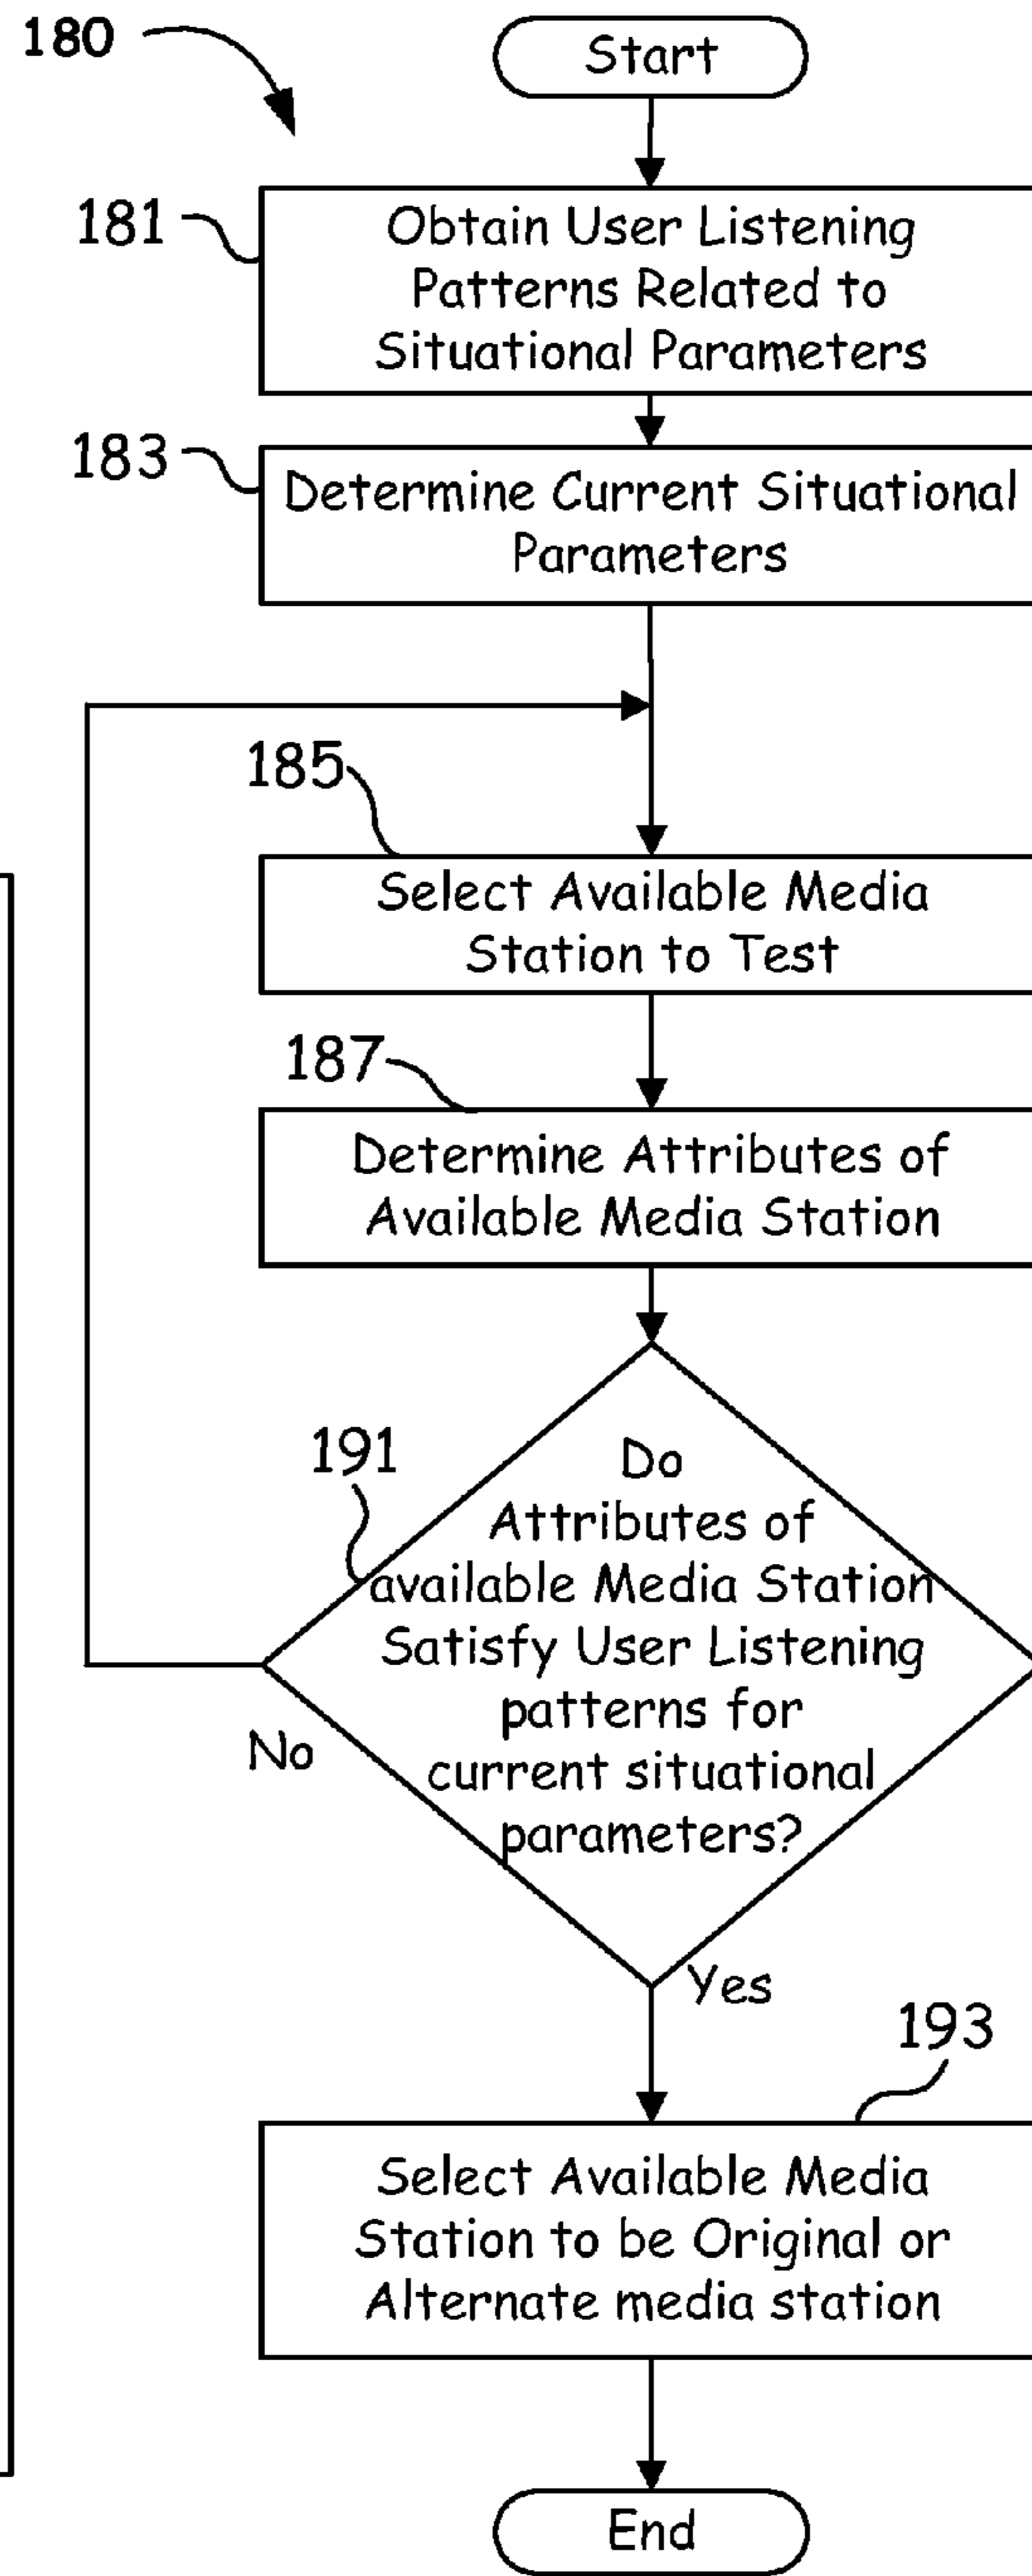 180
Start
181
Obtain User Listening
Patterns Related to
Situational Parameters
183
Determine Current Situational
Parameters
185
Select Available Media
Station to Test
187
Determine Attributes of
Available Media Station
191
Do
Attributes of
available Media Station
Satisfy User Listening
patterns for
current situational
parameters?
No
Yes
193
Select Available Media
Station to be Original or
Alternate media station
End